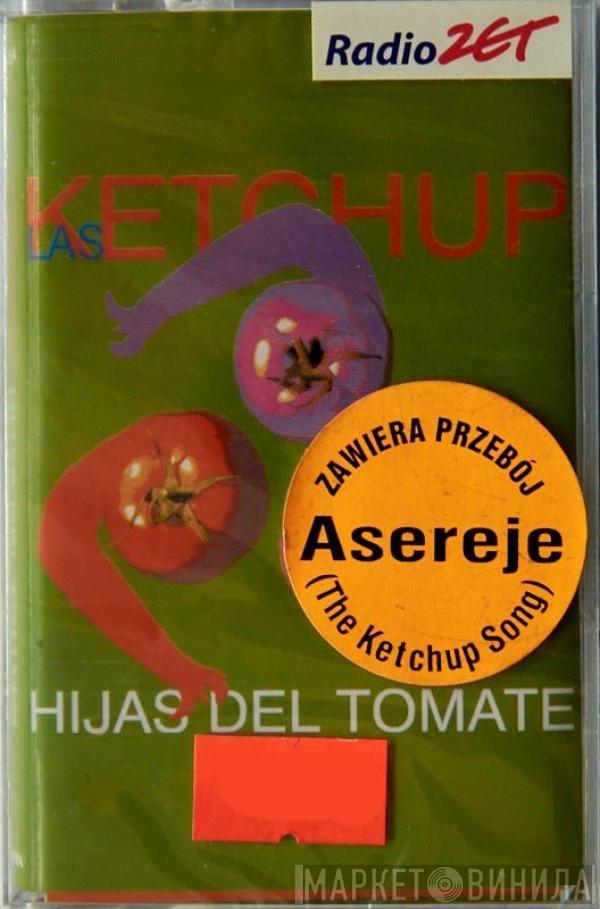 Radio ZET
KETCHUP
LAS
ZAWIERA PRZEBÓJ
Asereje
(The Ketchup Song)
HIJAS DEL TOMATE
МАРКЕТ ВИНИЛА